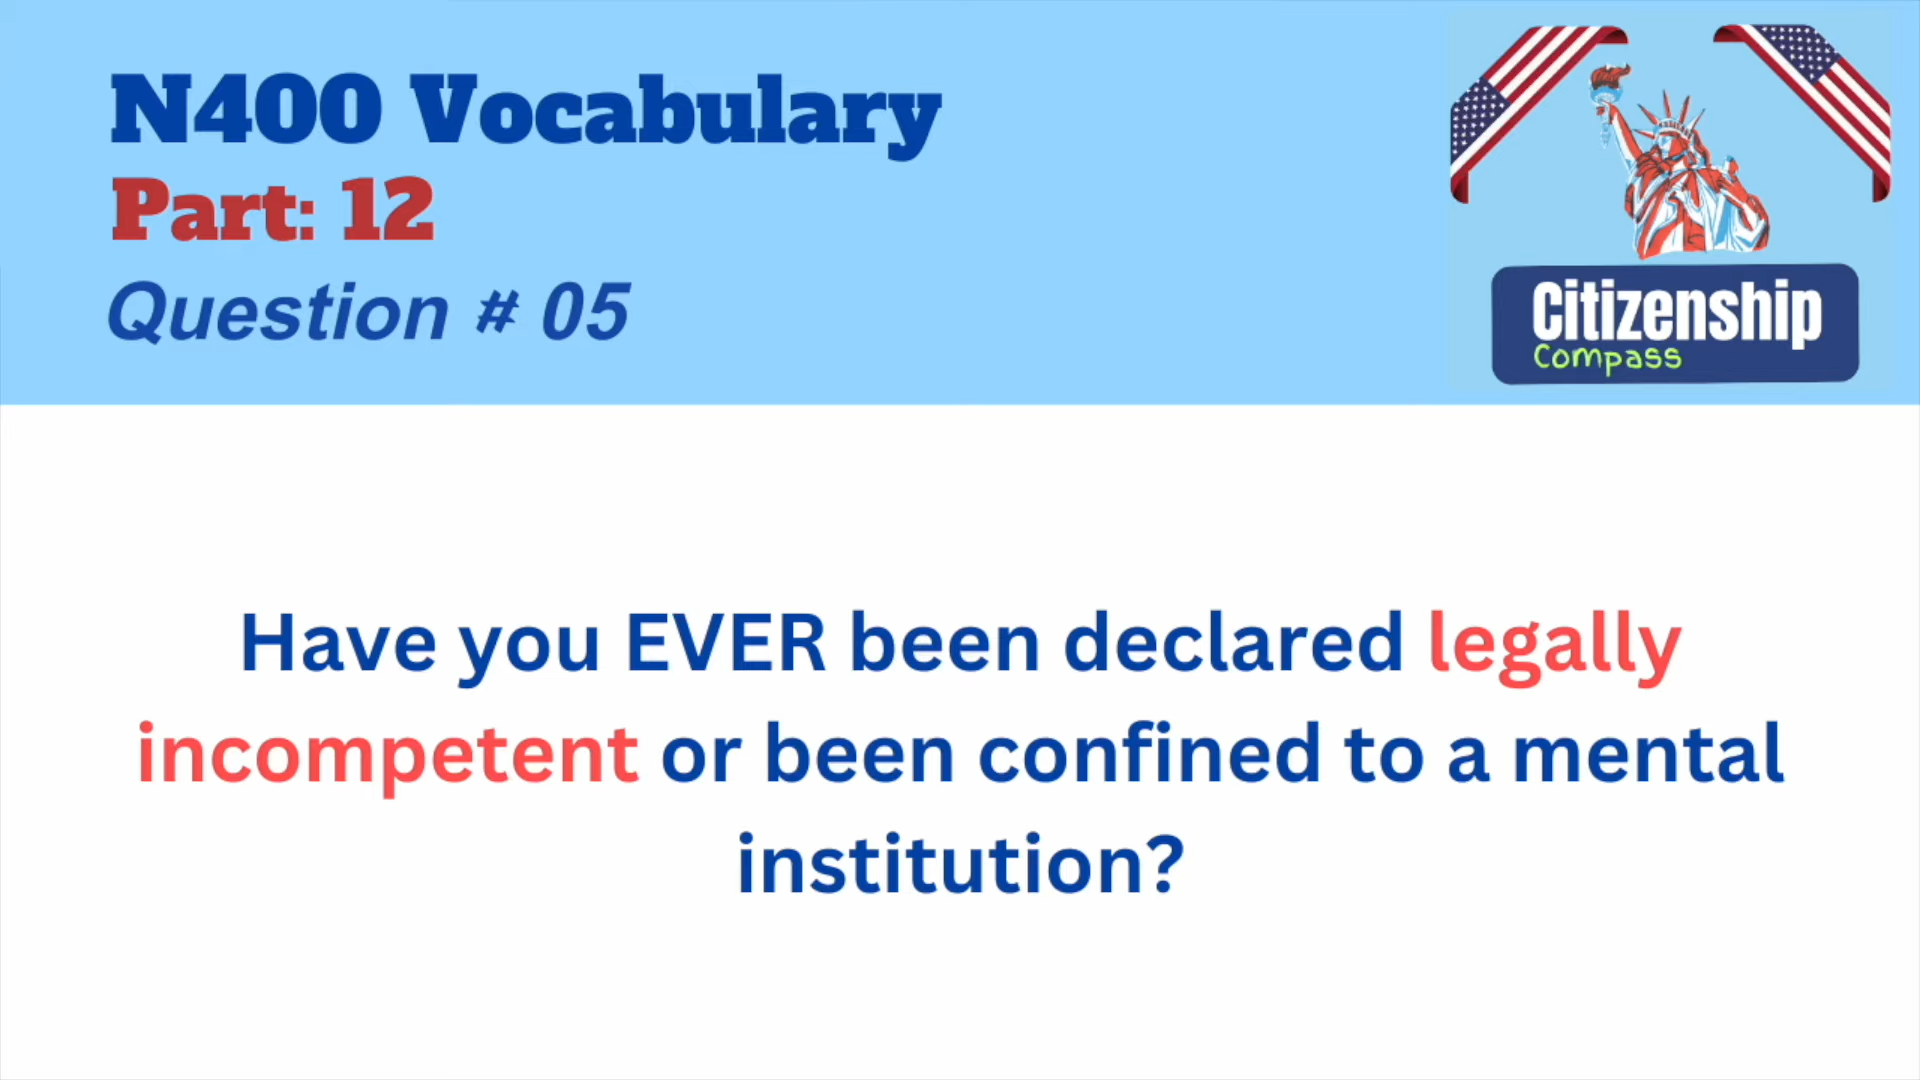 N400 Vocabulary
Part: 12
Question # 05
Citizenship
Compass
Have you EVER been declared legally
incompetent or been confined to a mental
institution?